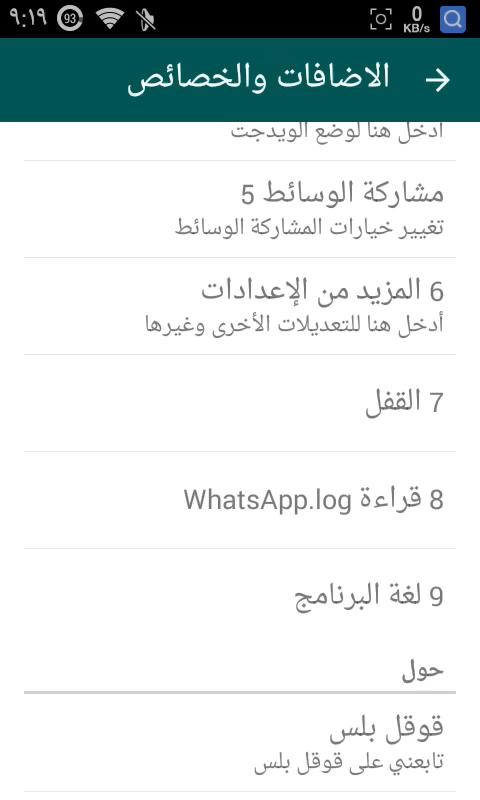 ٩:١٩
93
0
KB/s
الاضافات والخصائص
ادخل هنا لوضع الويدجت
مشاركة الوسائط 5
تغيير خيارات المشاركة الوسائط
6 المزيد من الإعدادات
أدخل هنا للتعديلات الأخرى وغيرها
7 القفل
8 قراءة WhatsApp.log
9 لغة البرنامج
حول
قوقل بلس
تابعني على قوقل بلس